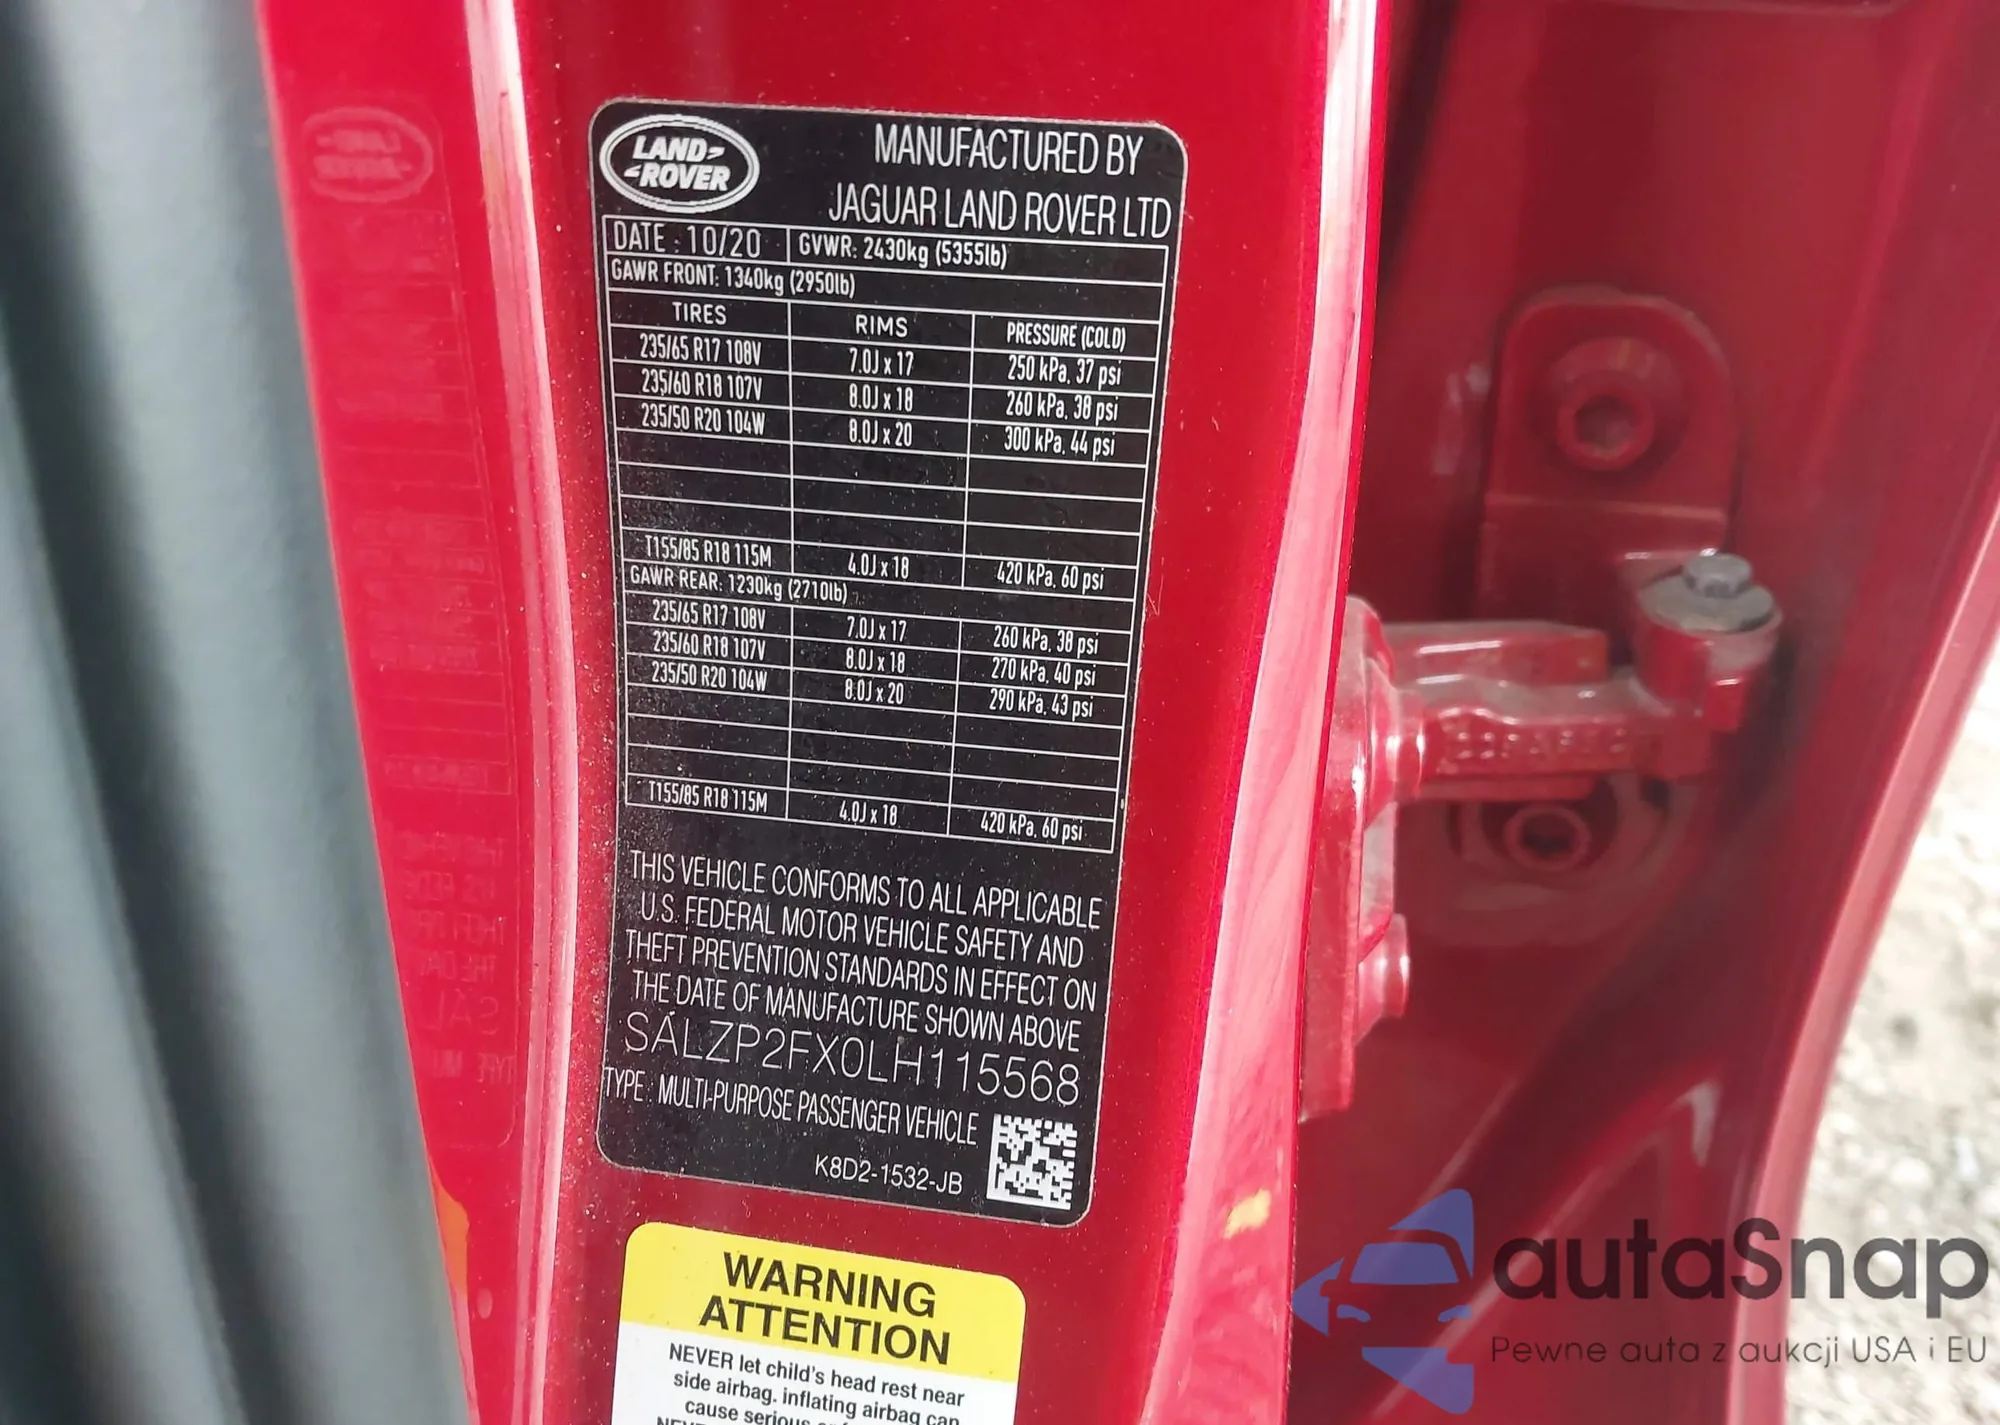 LAND-
-ROVER
MANUFACTURED BY
JAGUAR LAND ROVER LTD
DATE : 10/20 GVWR: 2430kg (5355lb)
GAWR FRONT: 1340kg (2950lb)
TIRES RIMS PRESSURE (COLD)
235/65 R17 108V 7.0J x 17 250 kPa, 37 psi
235/60 R18 107V 8.0J x 18 260 kPa, 38 psi
235/50 R20 104W 8.0J x 20 300 kPa, 44 psi
T155/85 R18 115M 4.0J x 18 420 kPa, 60 psi
GAWR REAR: 1230kg (2710lb)
235/65 R17 108V 7.0J x 17 260 kPa, 38 psi
235/60 R18 107V 8.0J x 18 270 kPa, 40 psi
235/50 R20 104W 8.0J x 20 290 kPa, 43 psi
T155/85 R18 115M 4.0J x 18 420 kPa, 60 psi
THIS VEHICLE CONFORMS TO ALL APPLICABLE
U.S. FEDERAL MOTOR VEHICLE SAFETY AND
THEFT PREVENTION STANDARDS IN EFFECT ON
THE DATE OF MANUFACTURE SHOWN ABOVE
SALZP2FX0LH115568
TYPE : MULTI-PURPOSE PASSENGER VEHICLE
K8D2-1532-JB
WARNING
ATTENTION
NEVER let child's head rest near
side airbag, inflating airbag can
cause serious
autaSnap
Pewne auta z aukcji USA i EU